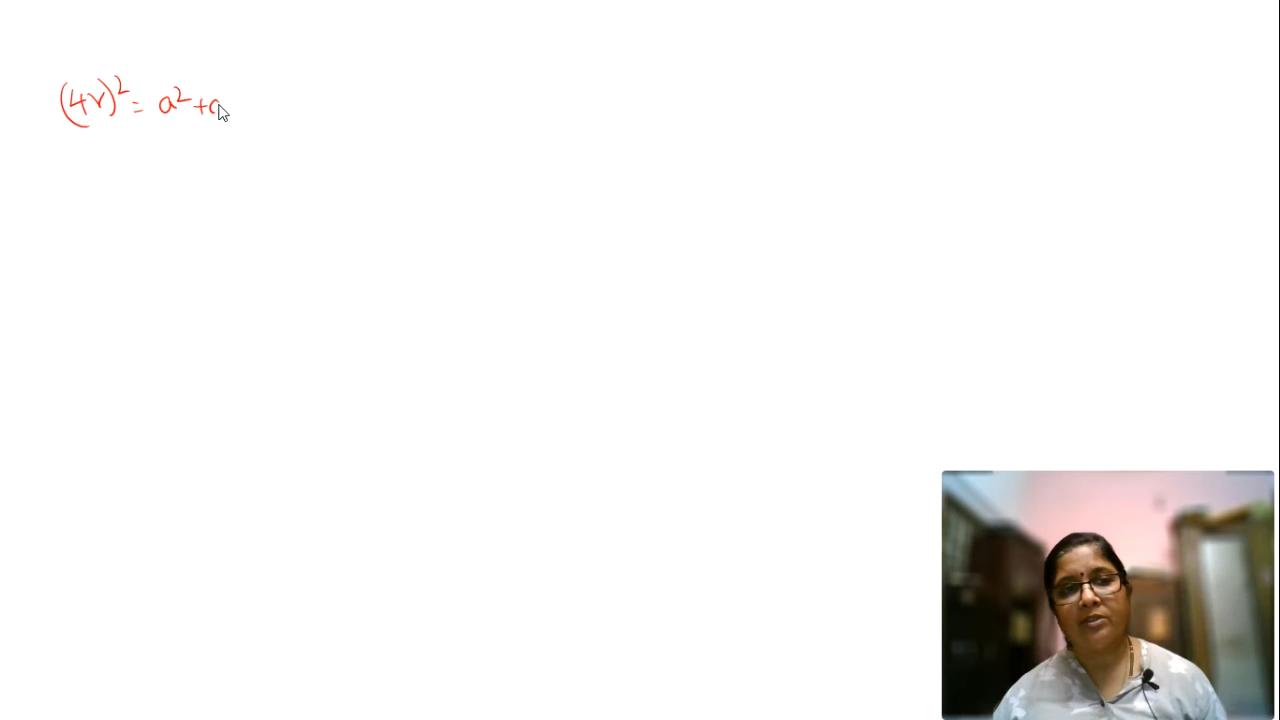 (4r)² = a² + a